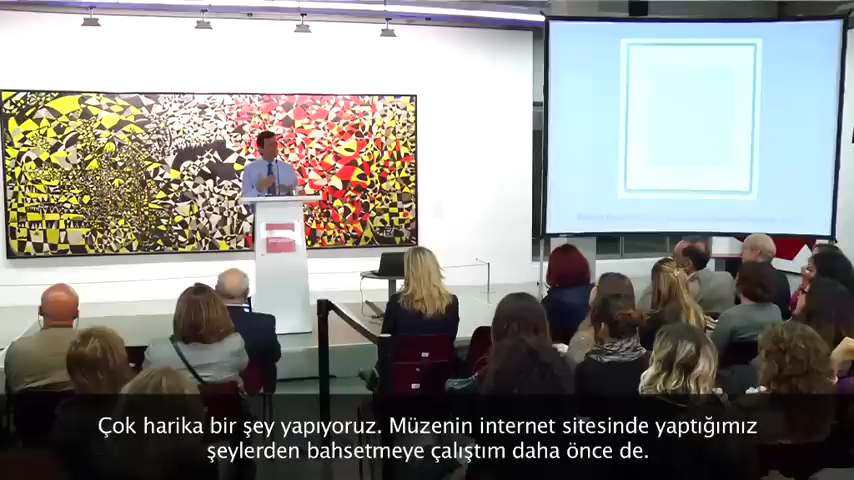 Çok harika bir şey yapıyoruz. Müzenin internet sitesinde yaptığımız
şeylerden bahsetmeye çalıştım daha önce de.